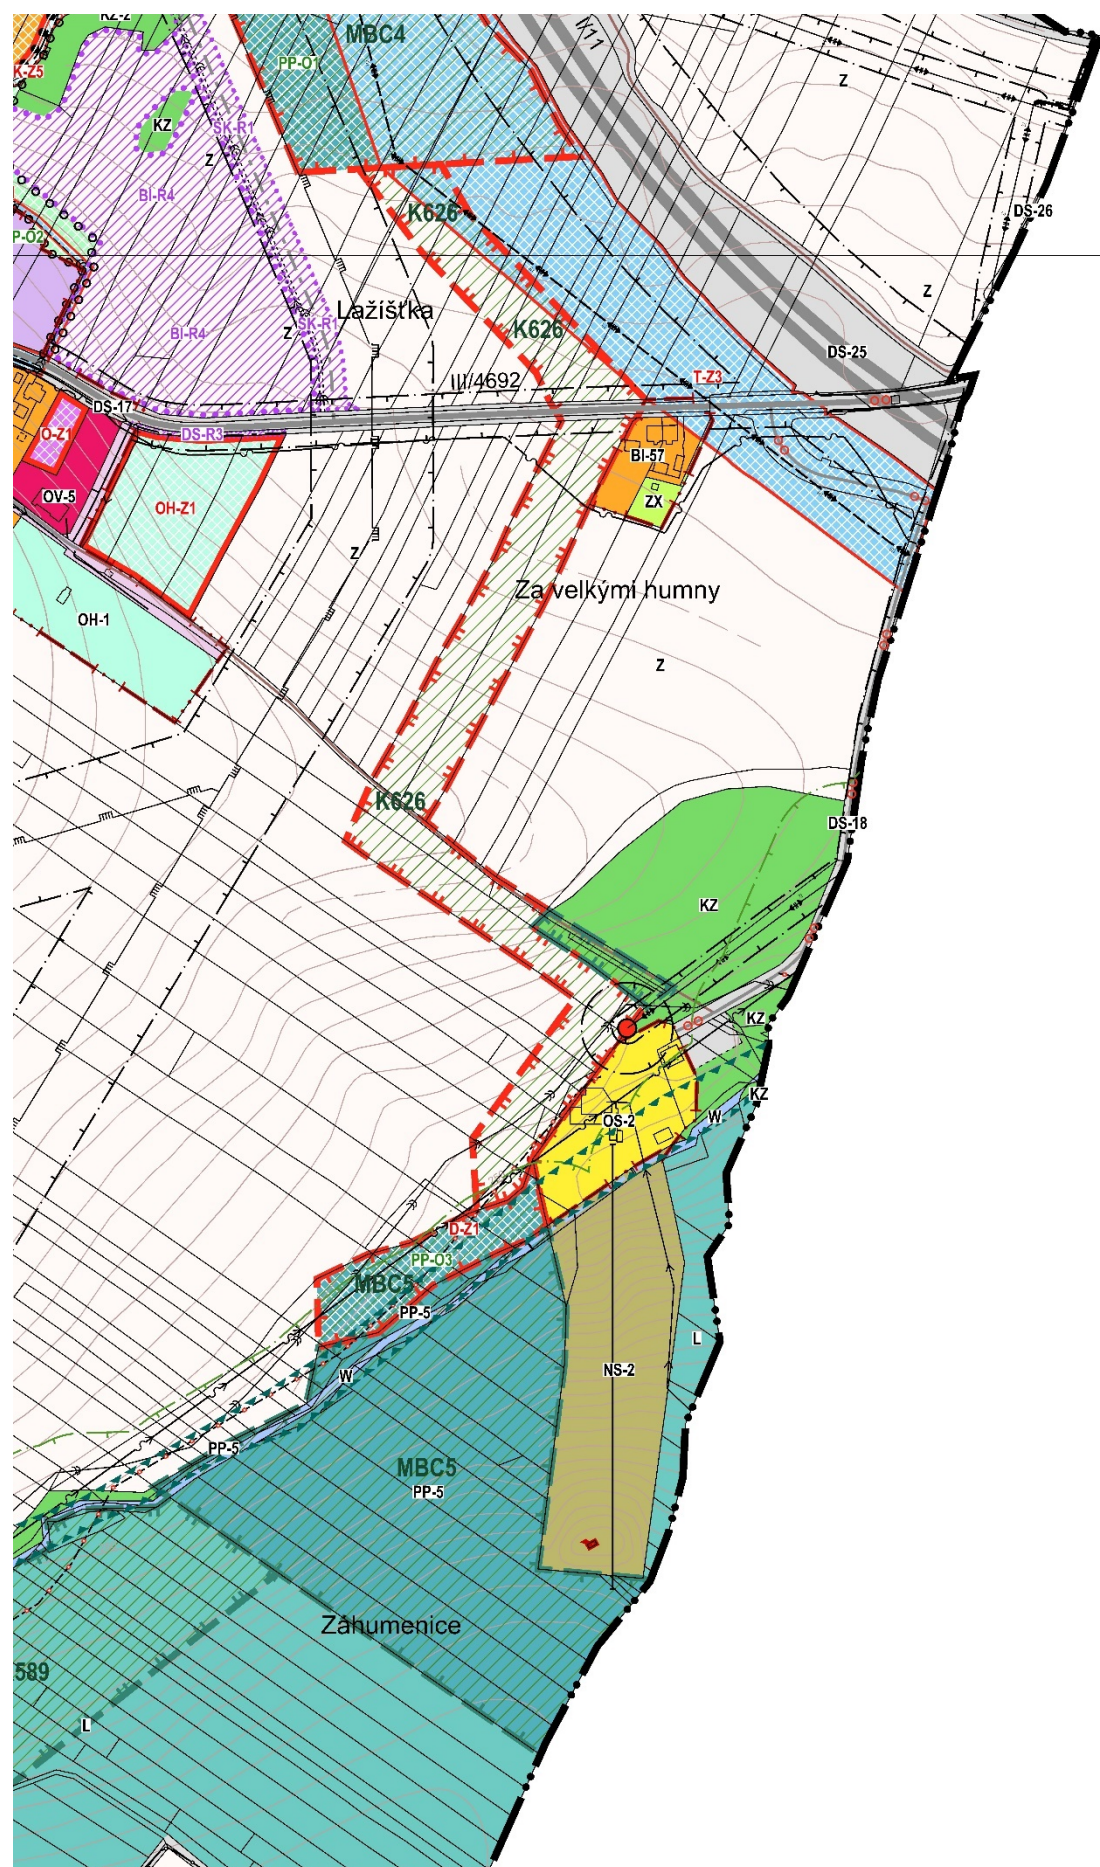 KZ-2
I/11
MBC4
PP-O1
K-Z5
Z
KZ
SK-R1
Z
BI-R4
K626
DS-26
P-O2
Z
Lažíštka
SK-R1
Z
BI-R4
K626
DS-25
T-Z3
III/4692
DS-17
O-Z1
DS-R3
BI-57
OV-5
OH-Z1
ZX
Z
Za velkými humny
OH-1
Z
K626
DS-18
KZ
KZ
KZ
OS-2
W
D-Z1
PP-O3
MBC5
PP-5
L
W
NS-2
PP-5
MBC5
PP-5
Záhumenice
589
L